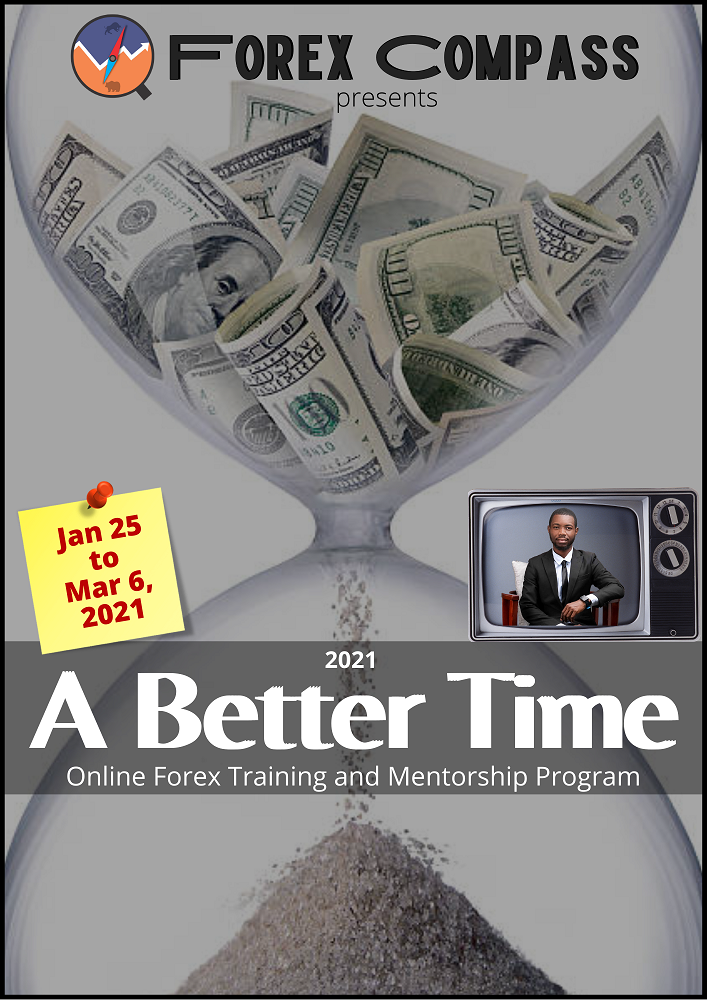 Forex Compass
presents
Jan 25
to
Mar 6,
2021
2021
A Better Time
Online Forex Training and Mentorship Program